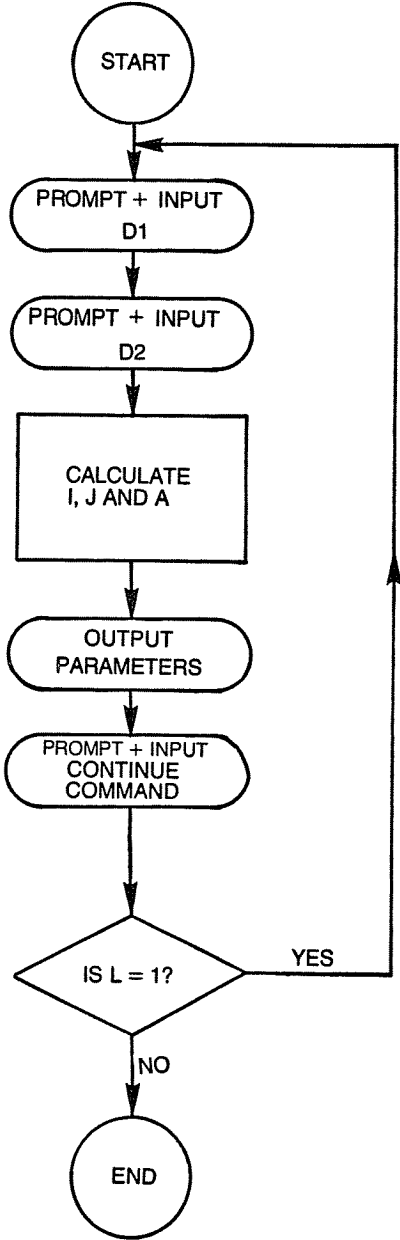 START
PROMPT + INPUT
D1
PROMPT + INPUT
D2
CALCULATE
I, J AND A
OUTPUT
PARAMETERS
PROMPT + INPUT
CONTINUE
COMMAND
IS L = 1?
YES
NO
END